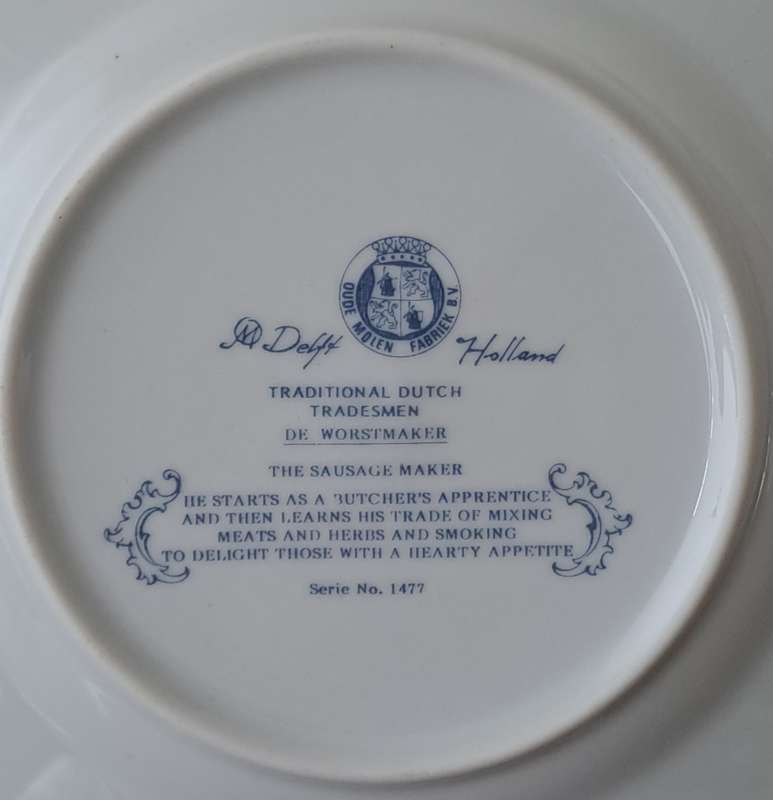 OUDE MOLEN FABRIEK B.V.
Delft Holland
TRADITIONAL DUTCH
TRADESMEN
DE WORSTMAKER
THE SAUSAGE MAKER
HE STARTS AS A BUTCHER'S APPRENTICE
AND THEN LEARNS HIS TRADE OF MIXING
MEATS AND HERBS AND SMOKING
TO DELIGHT THOSE WITH A HEARTY APPETITE
Serie No. 1477